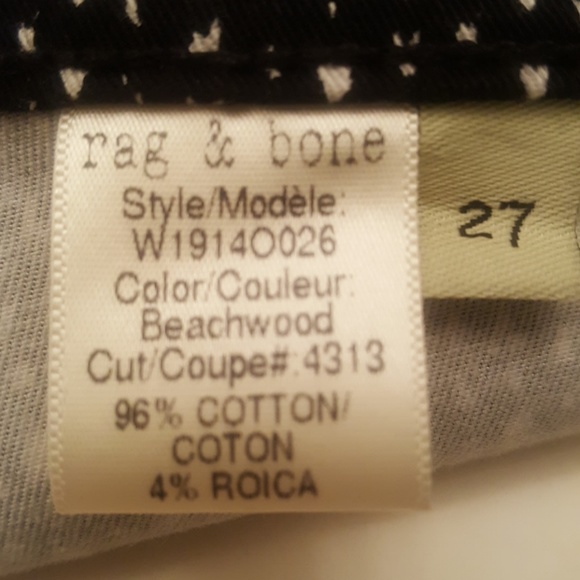 rag & bone
Style/Modèle:
W1914O026
Color/Couleur:
Beachwood
Cut/Coupe#:4313
96% COTTON/
COTON
4% ROICA
27